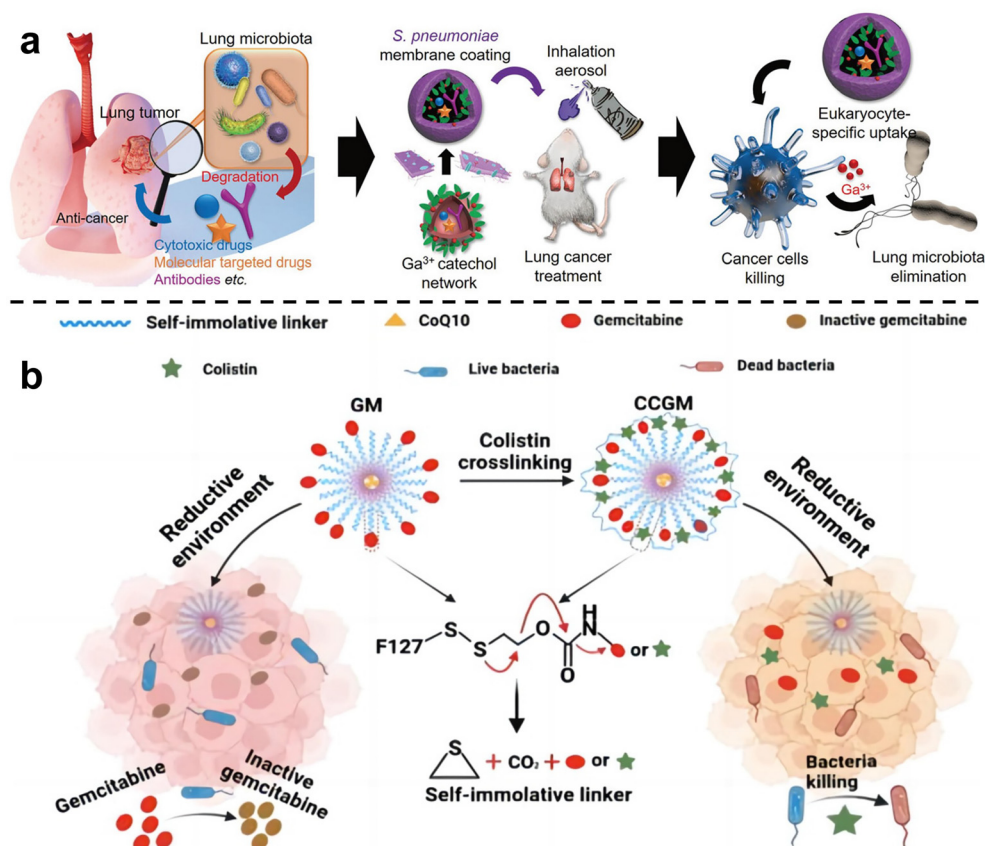 a
Lung microbiota
Lung tumor
Degradation
Anti-cancer
Cytotoxic drugs
Molecular targeted drugs
Antibodies etc.
S. pneumoniae
membrane coating
Inhalation
aerosol
Ga³⁺ catechol
network
Lung cancer
treatment
Eukaryocyte-
specific uptake
Ga³⁺
Cancer cells
killing
Lung microbiota
elimination
Self-immolative linker
CoQ10
Gemcitabine
Inactive gemcitabine
b
Colistin
Live bacteria
Dead bacteria
GM
Colistin
crosslinking
CCGM
Reductive
environment
Reductive
environment
F127
S
S
O
O
H
N
or
S
+ CO₂ + or
Self-immolative linker
Gemcitabine
Inactive
gemcitabine
Bacteria
killing